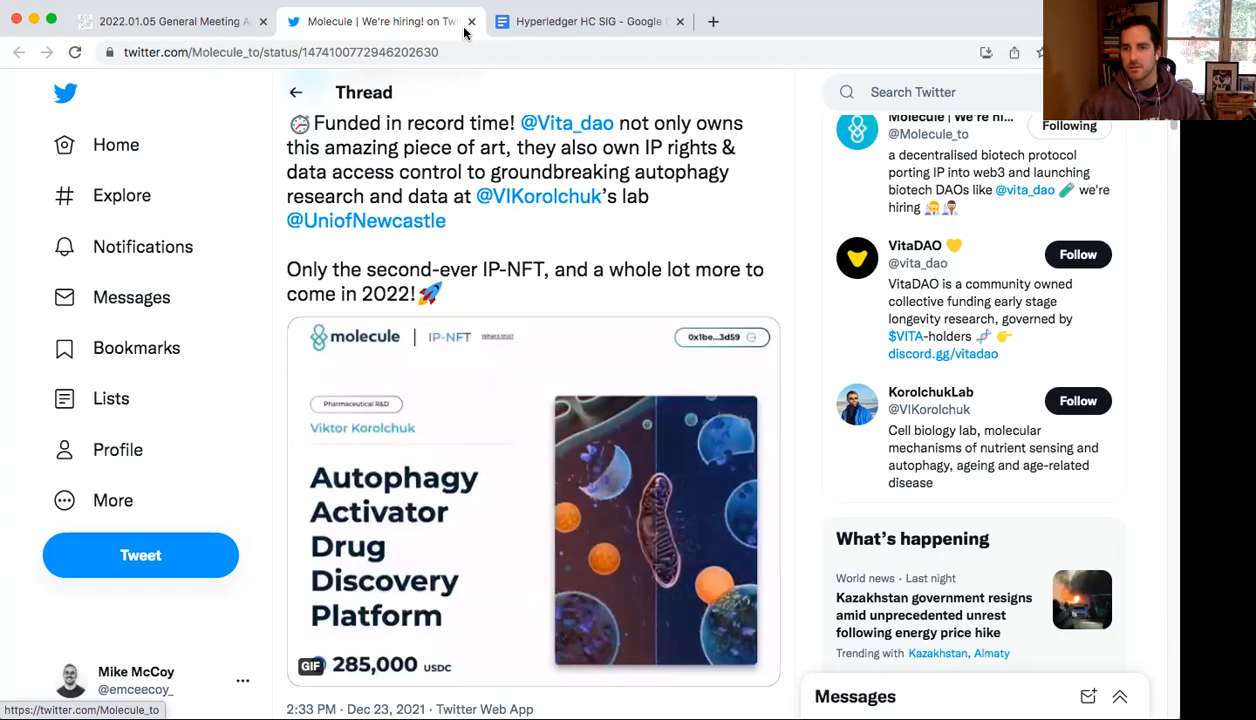 2022.01.05 General Meeting A
Molecule | We're hiring! on Twi
Hyperledger HC SIG - Google
twitter.com/Molecule_to/status/1474100772946202630
Home
Explore
Notifications
Messages
Bookmarks
Lists
Profile
More
Tweet
Mike McCoy
@emceecoy_
https://twitter.com/Molecule_to
Thread
Funded in record time! @Vita_dao not only owns
this amazing piece of art, they also own IP rights &
data access control to groundbreaking autophagy
research and data at @VIKorolchuk's lab
@UniofNewcastle
Only the second-ever IP-NFT, and a whole lot more to
come in 2022!
molecule | IP-NFT What's this?
0x1be...3d59
Pharmaceutical R&D
Viktor Korolchuk
Autophagy
Activator
Drug
Discovery
Platform
GIF 285,000 USDC
2:33 PM · Dec 23, 2021 · Twitter Web App
Search Twitter
Molecule | We're hi...
@Molecule_to
Following
a decentralised biotech protocol
porting IP into web3 and launching
biotech DAOs like @vita_dao we're
hiring
VitaDAO
@vita_dao
Follow
VitaDAO is a community owned
collective funding early stage
longevity research, governed by
$VITA-holders
discord.gg/vitadao
KorolchukLab
@VIKorolchuk
Follow
Cell biology lab, molecular
mechanisms of nutrient sensing and
autophagy, ageing and age-related
disease
What's happening
World news · Last night
Kazakhstan government resigns
amid unprecedented unrest
following energy price hike
Trending with Kazakhstan, Almaty
Messages